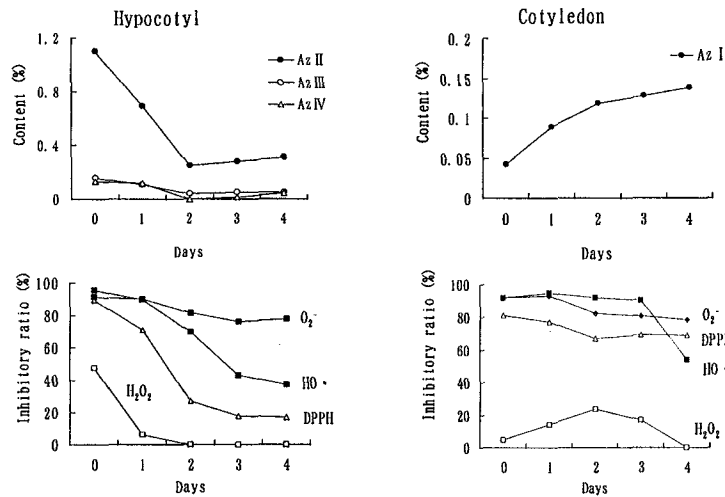 Hypocotyl
Content (%)
1.2
0.8
0.4
0
Az II
Az III
Az IV
0 1 2 3 4
Days
Cotyledon
Content (%)
0.2
0.15
0.1
0.05
0
Az I
0 1 2 3 4
Days
Inhibitory ratio (%)
100
80
60
40
20
0
O₂⁻
HO •
DPPH
H₂O₂
0 1 2 3 4
Days
Inhibitory ratio (%)
100
80
60
40
20
0
O₂⁻
DPP
HO
H₂O₂
0 1 2 3 4
Days